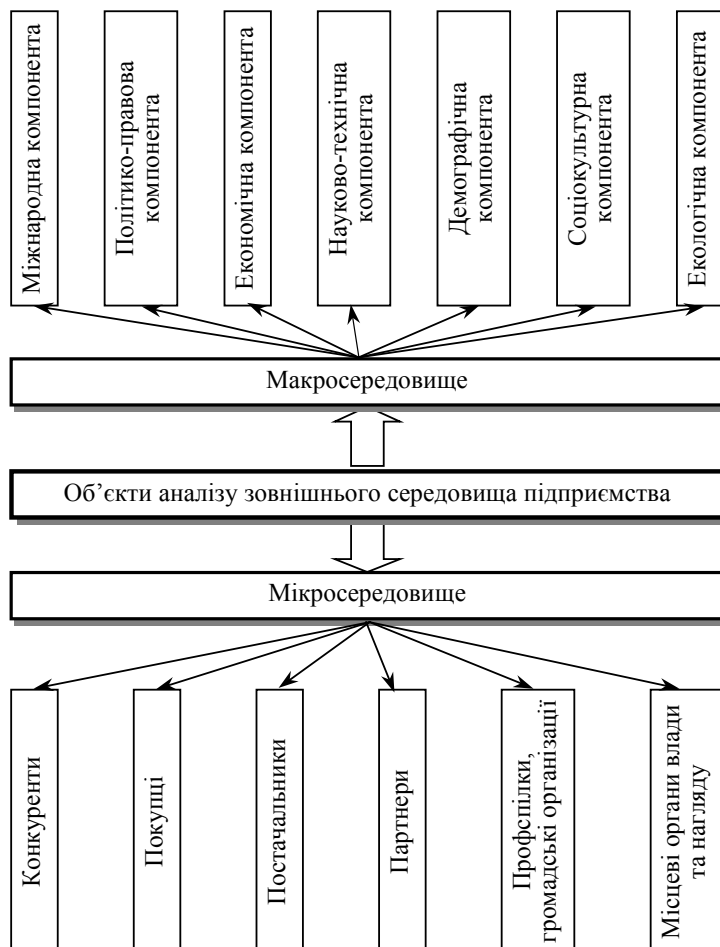 Міжнародна компонента
Політико-правова
компонента
Економічна компонента
Науково-технічна
компонента
Демографічна
компонента
Соціокультурна
компонента
Екологічна компонента
Макросередовище
Об’єкти аналізу зовнішнього середовища підприємства
Мікросередовище
Конкуренти
Покупці
Постачальники
Партнери
Профспілки,
громадські організації
Місцеві органи влади
та нагляду